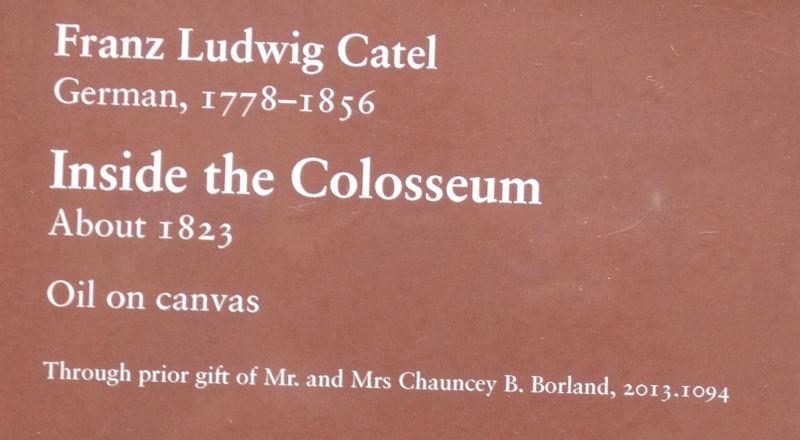 Franz Ludwig Catel
German, 1778–1856
Inside the Colosseum
About 1823
Oil on canvas
Through prior gift of Mr. and Mrs Chauncey B. Borland, 2013.1094